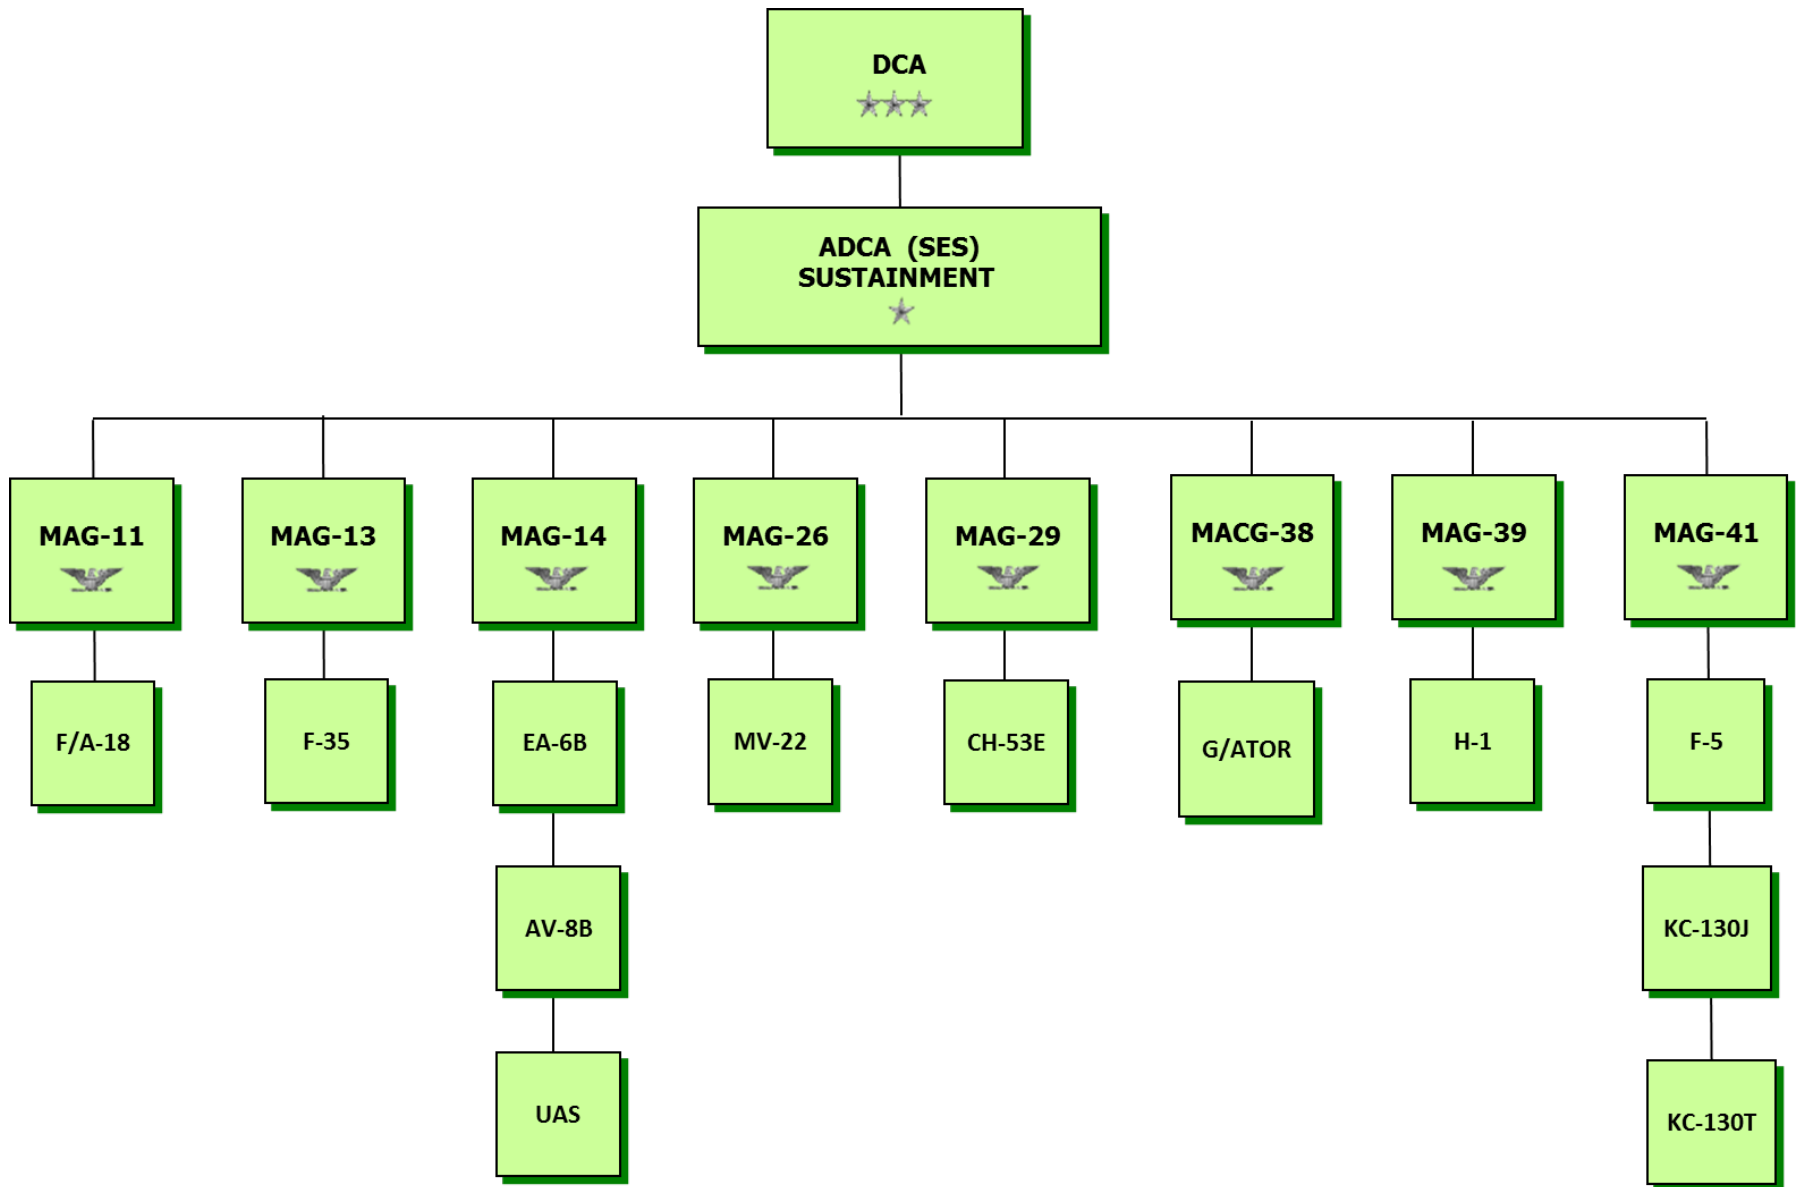 DCA
ADCA (SES)
SUSTAINMENT
MAG-11
MAG-13
MAG-14
MAG-26
MAG-29
MACG-38
MAG-39
MAG-41
F/A-18
F-35
EA-6B
MV-22
CH-53E
G/ATOR
H-1
F-5
AV-8B
KC-130J
UAS
KC-130T